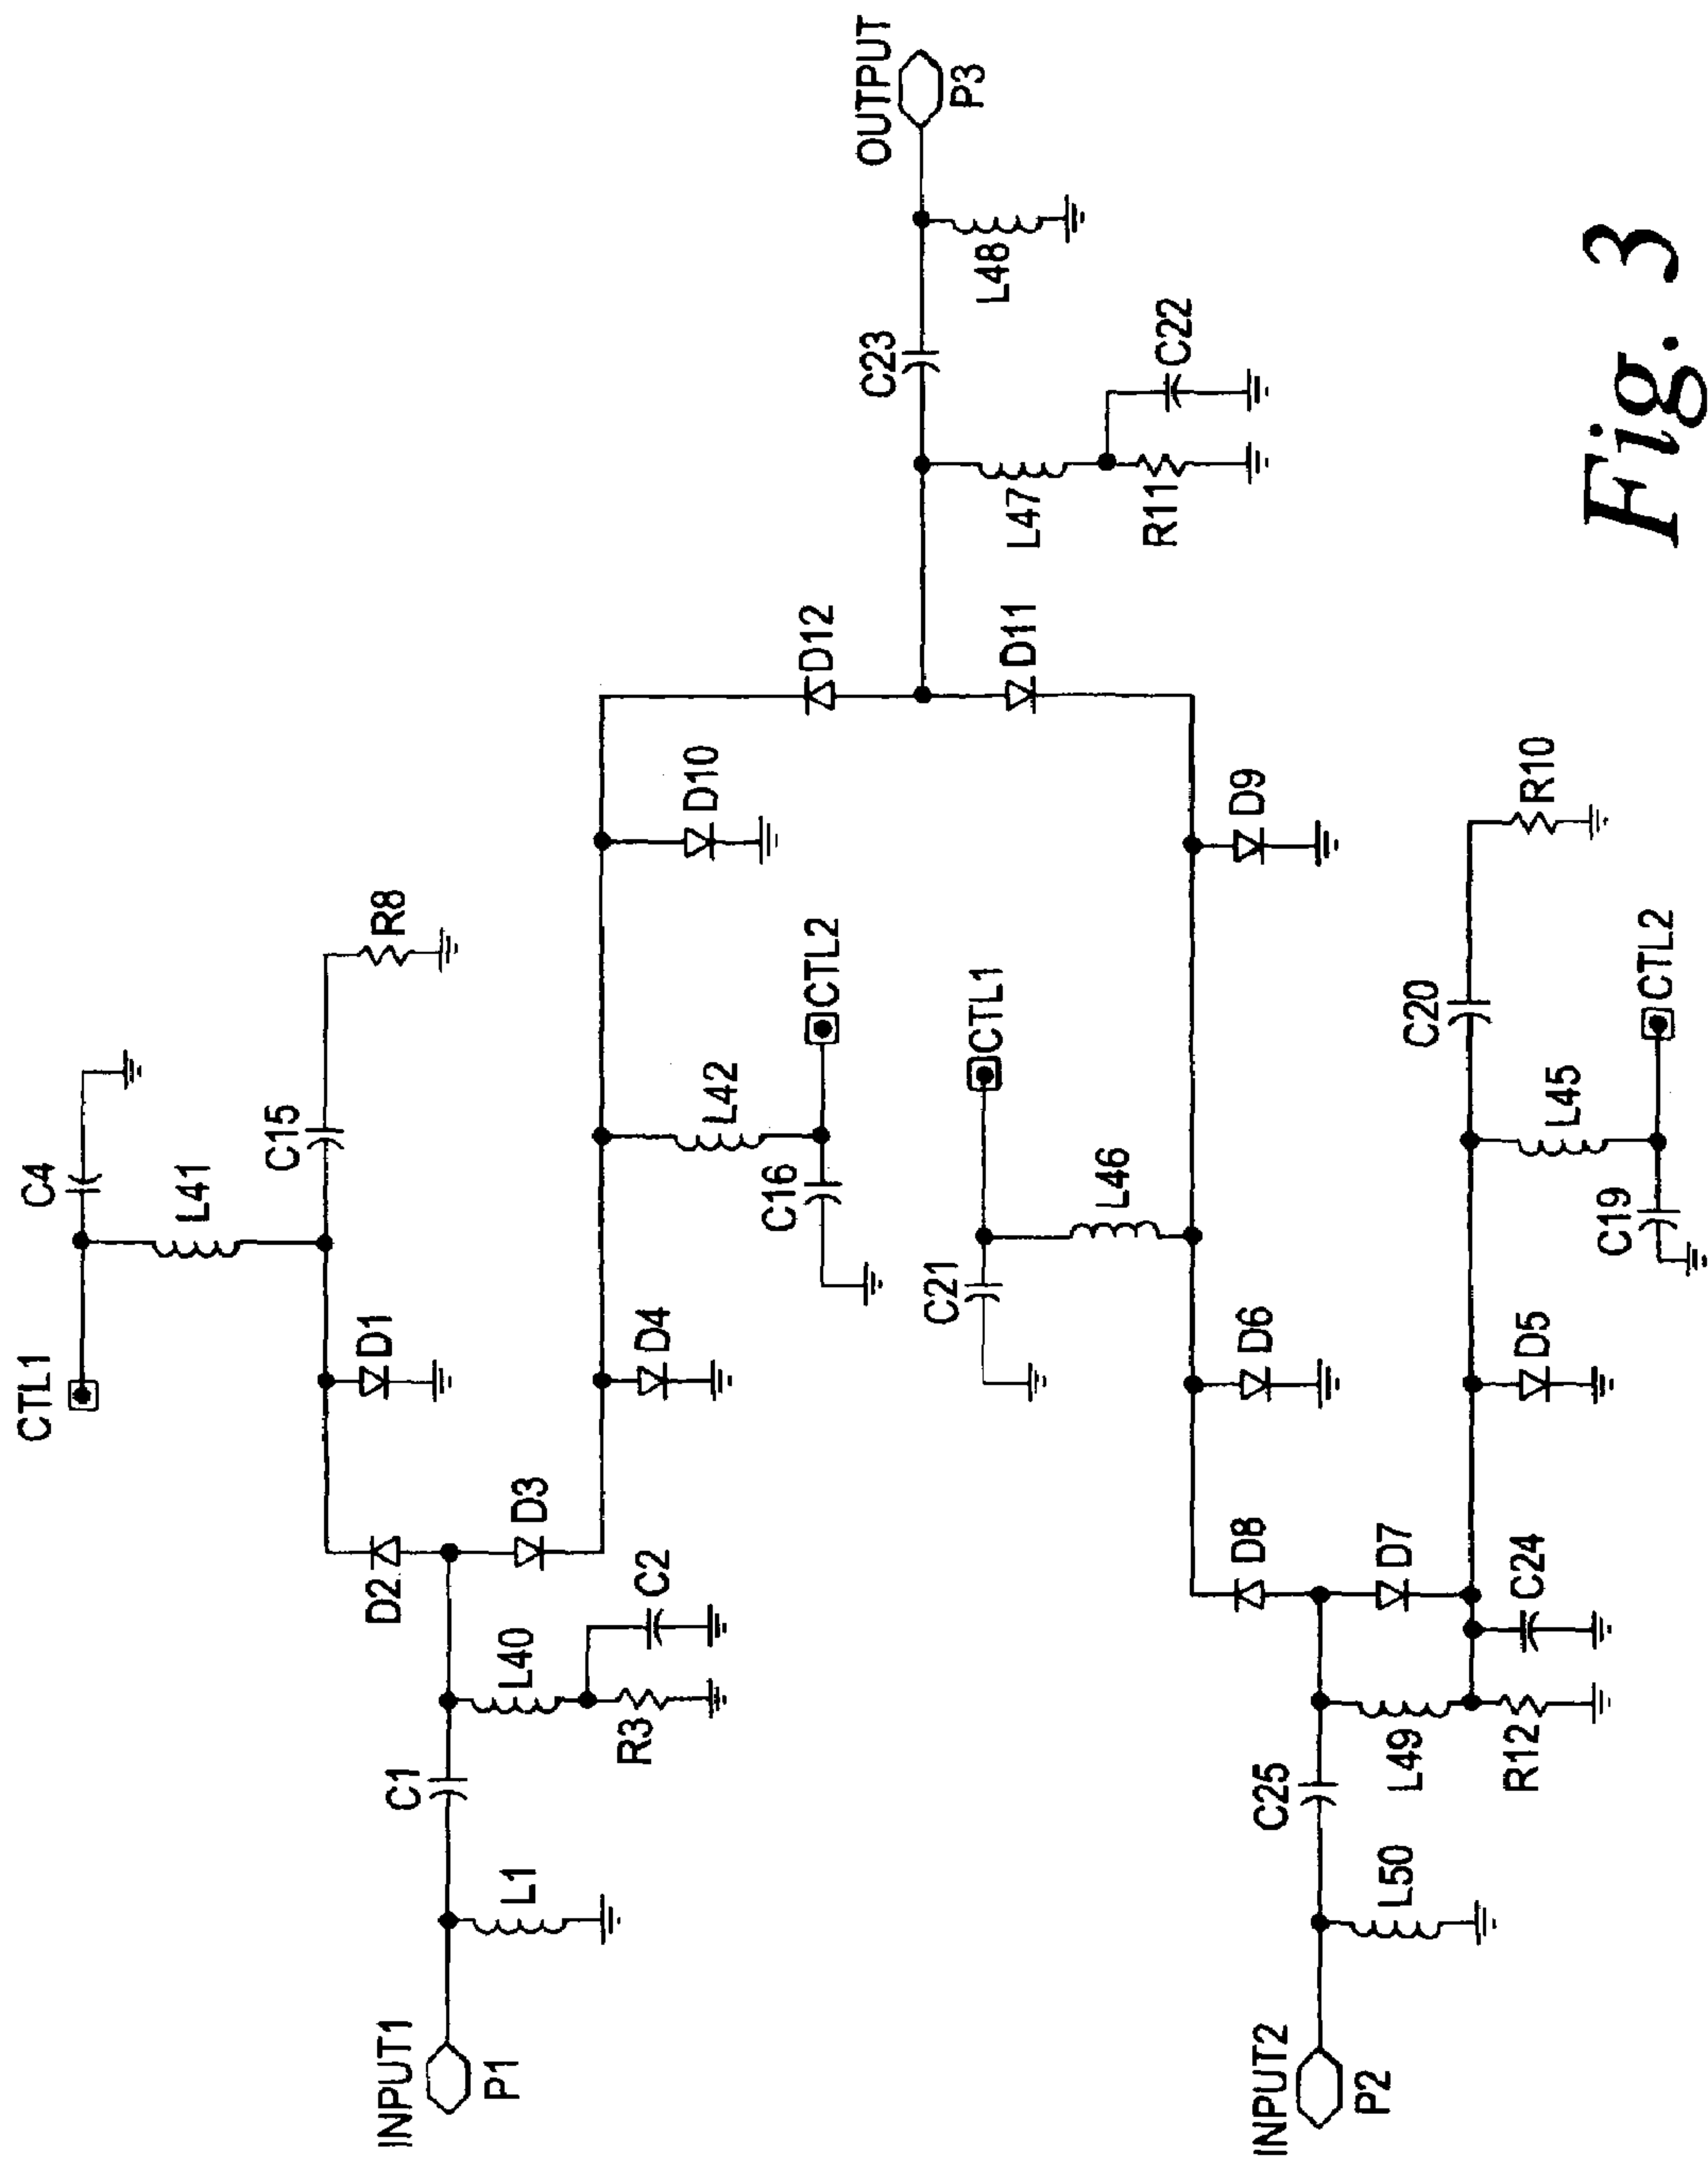 CTL1
C4
L41
C15
R8
D1
D2
D3
D4
INPUT1
P1
L1
C1
L40
R3
C2
L42
C16
CTL2
D10
D12
D11
OUTPUT
P3
C23
L48
L47
R11
C22
CTL1
C21
L46
D9
D6
D8
D7
INPUT2
P2
L50
C25
L49
R12
C24
D5
C20
R10
L45
C19
CTL2
Fig. 3